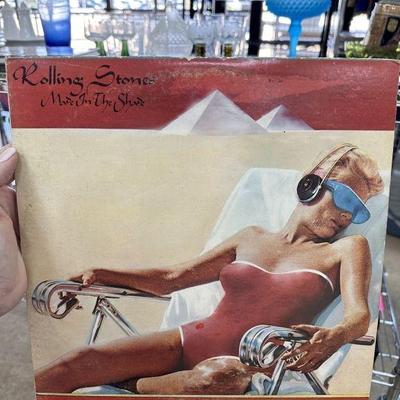 Rolling Stones
Made In The Shade